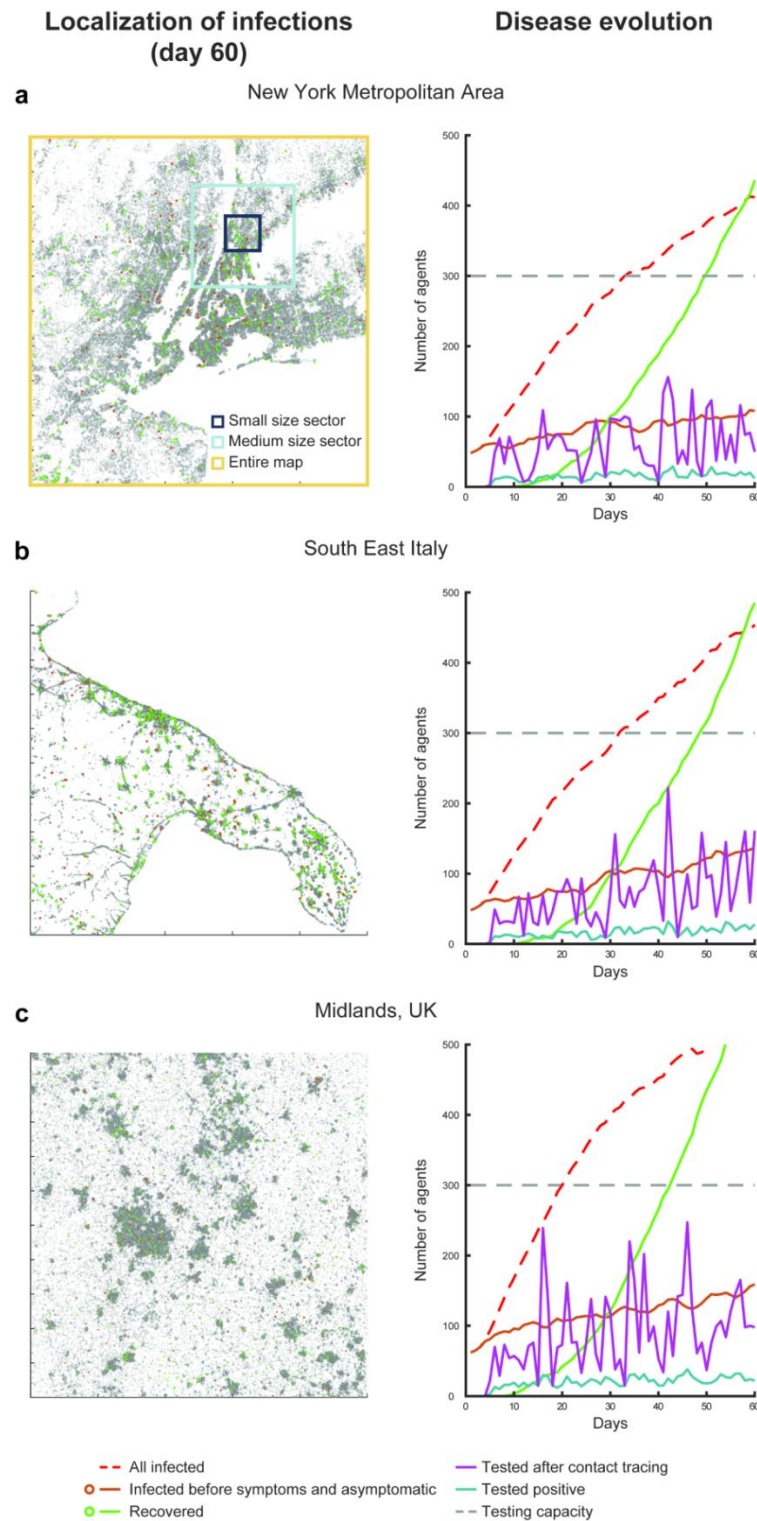 Localization of infections
(day 60)
Disease evolution
a
New York Metropolitan Area
Small size sector
Medium size sector
Entire map
Number of agents
500
400
300
200
100
0
0
10
20
30
40
50
60
Days
b
South East Italy
Number of agents
500
400
300
200
100
0
0
10
20
30
40
50
60
Days
c
Midlands, UK
Number of agents
500
400
300
200
100
0
0
10
20
30
40
50
60
Days
All infected
Infected before symptoms and asymptomatic
Recovered
Tested after contact tracing
Tested positive
Testing capacity